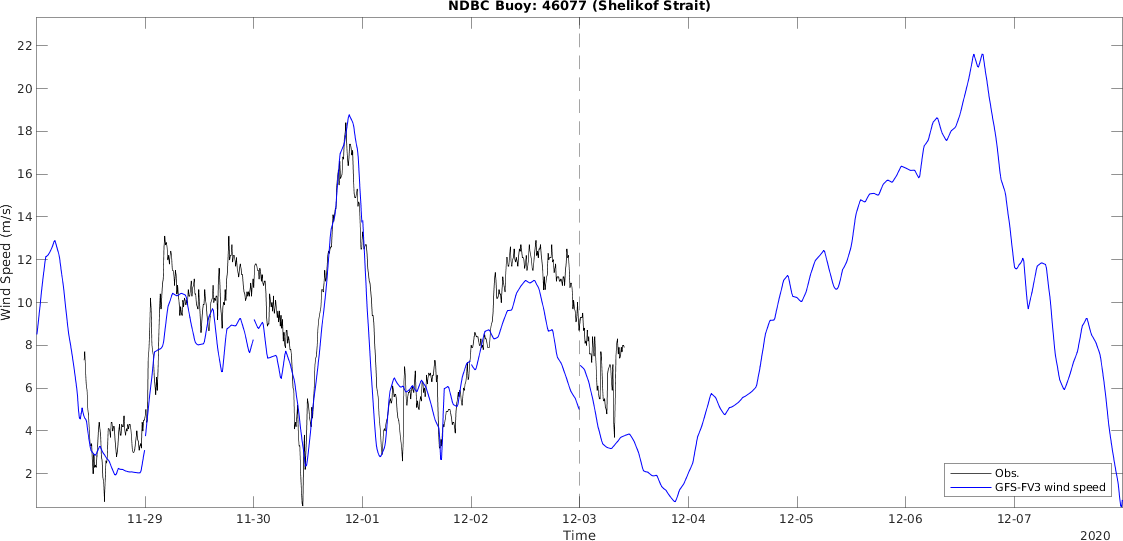 NDBC Buoy: 46077 (Shelikof Strait)
22
20
18
16
14
12
10
8
6
4
2
Wind Speed (m/s)
Obs.
GFS-FV3 wind speed
11-29 11-30 12-01 12-02 12-03 12-04 12-05 12-06 12-07
Time
2020